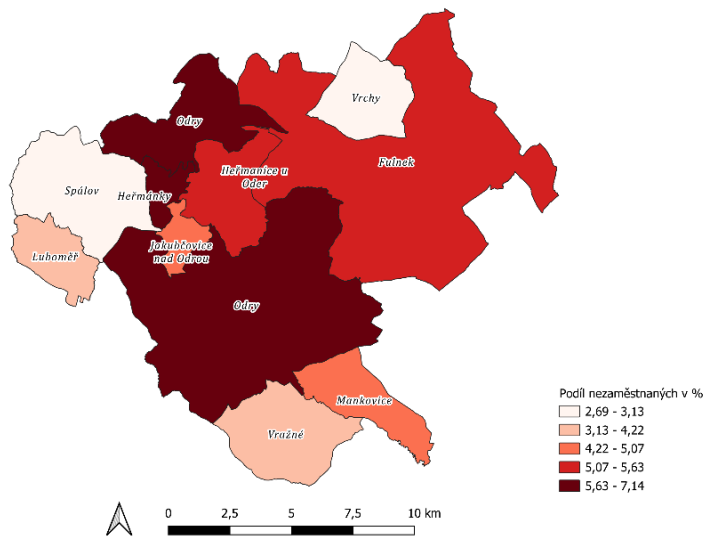 Vrchy
Odry
Fulnek
Heřmanice u
Oder
Spálov
Heřmánky
Jakubčovice
nad Odrou
Luboměř
Odry
Mankovice
Vražné
Podíl nezaměstnaných v %
2,69 - 3,13
3,13 - 4,22
4,22 - 5,07
5,07 - 5,63
5,63 - 7,14
0 2,5 5 7,5 10 km